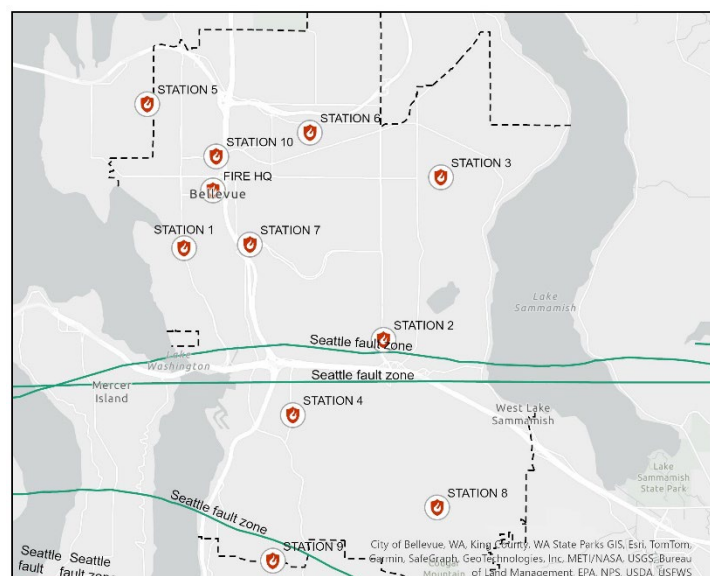 STATION 5
STATION 6
STATION 10
STATION 3
FIRE HQ
Bellevue
STATION 1
STATION 7
Lake
Sammamish
STATION 2
Seattle fault zone
Lake
Washington
Seattle fault zone
Mercer
Island
STATION 4
West Lake
Sammamish
Lake
Sammamish
State Park
Seattle fault zone
STATION 8
STATION 9
Seattle
fault
Seattle
fault zone
City of Bellevue, WA, King County, WA State Parks GIS, Esri, TomTom,
Garmin, SafeGraph, GeoTechnologies, Inc, METI/NASA, USGS, Bureau
of Land Management, EPA, NPS, USDA, USFWS
Cougar
Mountain